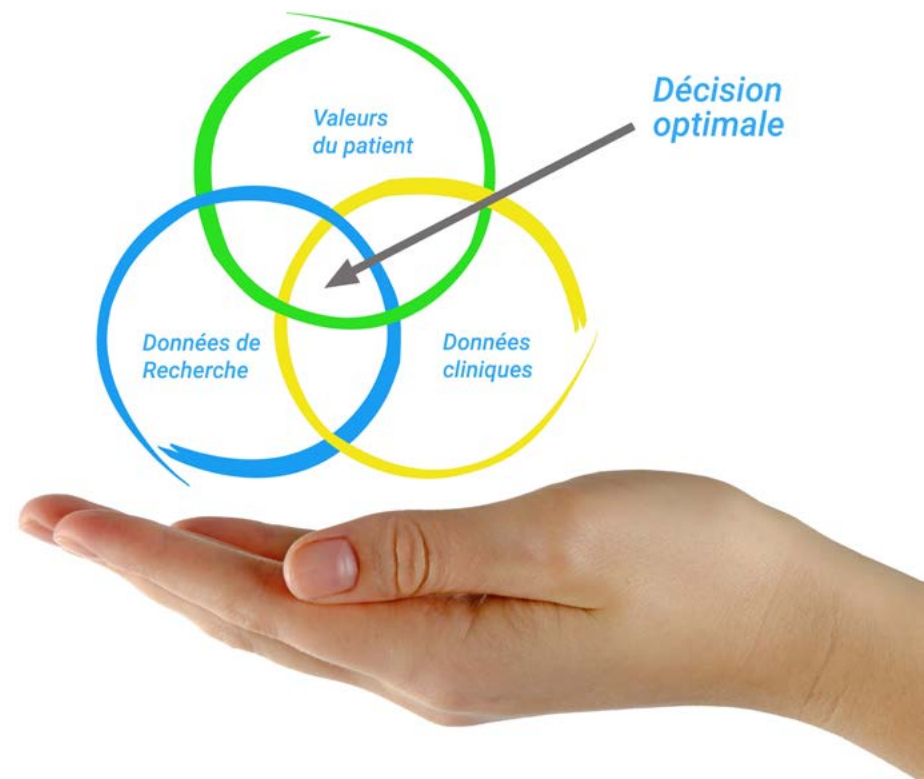 Décision
optimale
Valeurs
du patient
Données de
Recherche
Données
cliniques